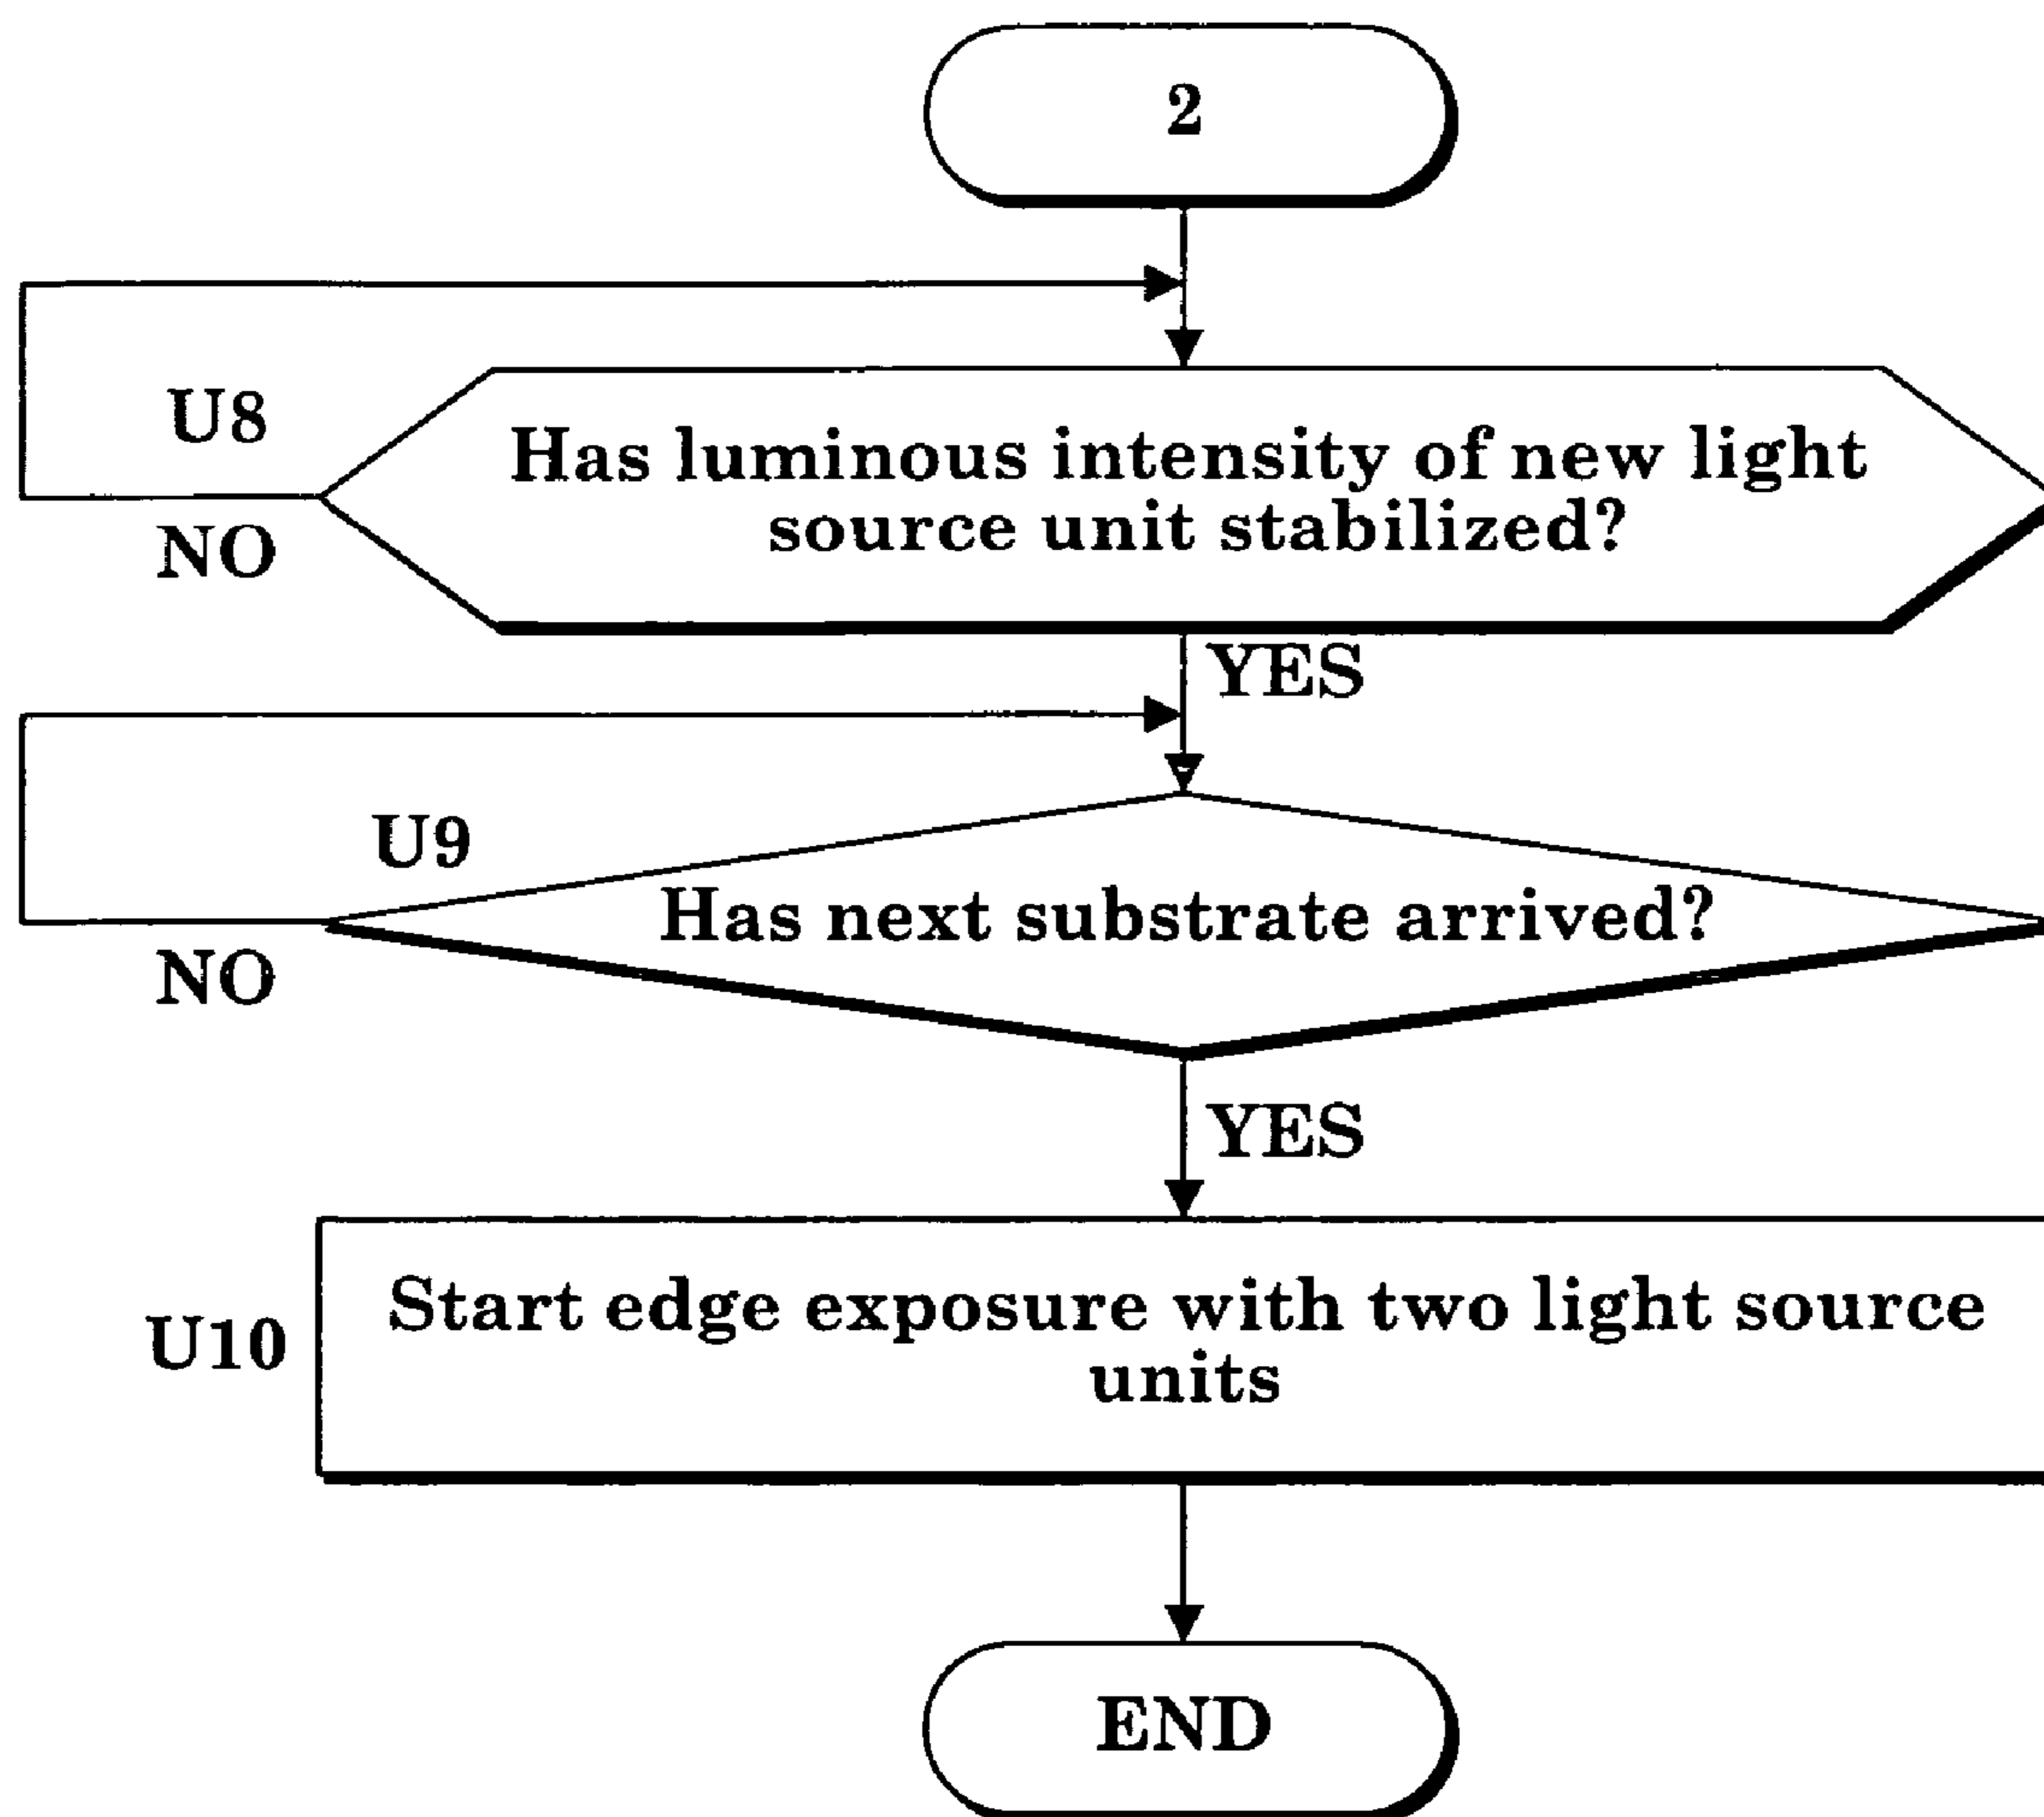 2
U8
Has luminous intensity of new light
source unit stabilized?
NO
YES
U9
Has next substrate arrived?
NO
YES
Start edge exposure with two light source
units
U10
END